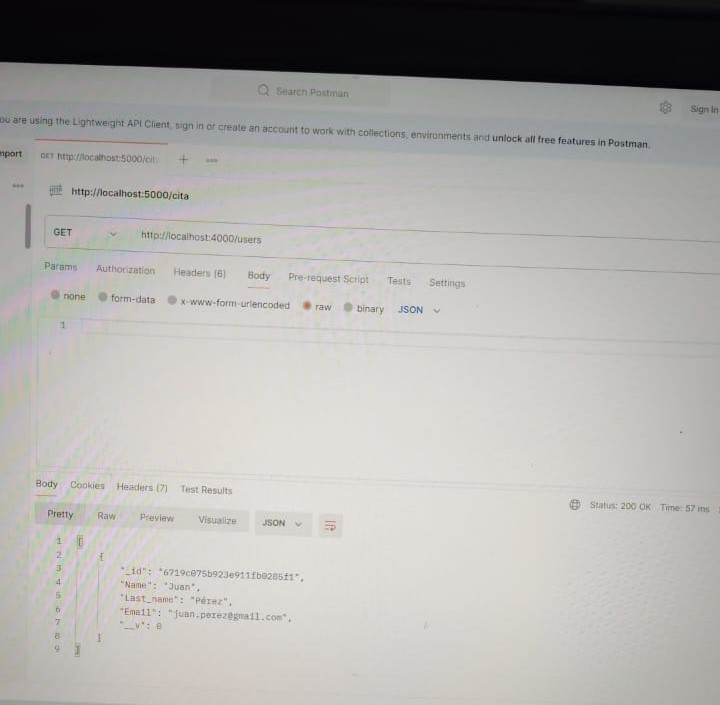 Search Postman
Sign In
ou are using the Lightweight API Client, sign in or create an account to work with collections, environments and unlock all free features in Postman.
mport
GET http://localhost:5000/cit
http://localhost:5000/cita
GET
http://localhost:4000/users
Params Authorization Headers (6) Body Pre-request Script Tests Settings
none form-data x-www-form-urlencoded raw binary JSON
1
Body Cookies Headers (7) Test Results
Status: 200 OK Time: 57 ms
Pretty Raw Preview Visualize JSON
1 [
2 {
3 "_id": "6719c075b923e911fb0285f1",
4 "Name": "Juan",
5 "Last_name": "Pérez",
6 "Email": "juan.perez@gmail.com",
7 "__v": 0
8 }
9 ]